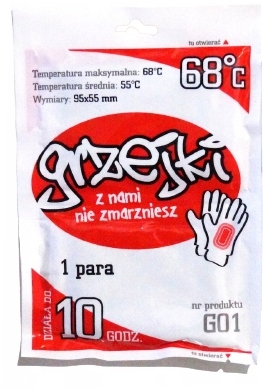 tu otwierać ▲
Temperatura maksymalna: 68°C
Temperatura średnia: 55°C
Wymiary: 95x55 mm
68°C
grzejki
z nami
nie zmarzniesz
1 para
DZIAŁA DO
10
GODZ.
nr produktu
G01
tu otwierać ▲